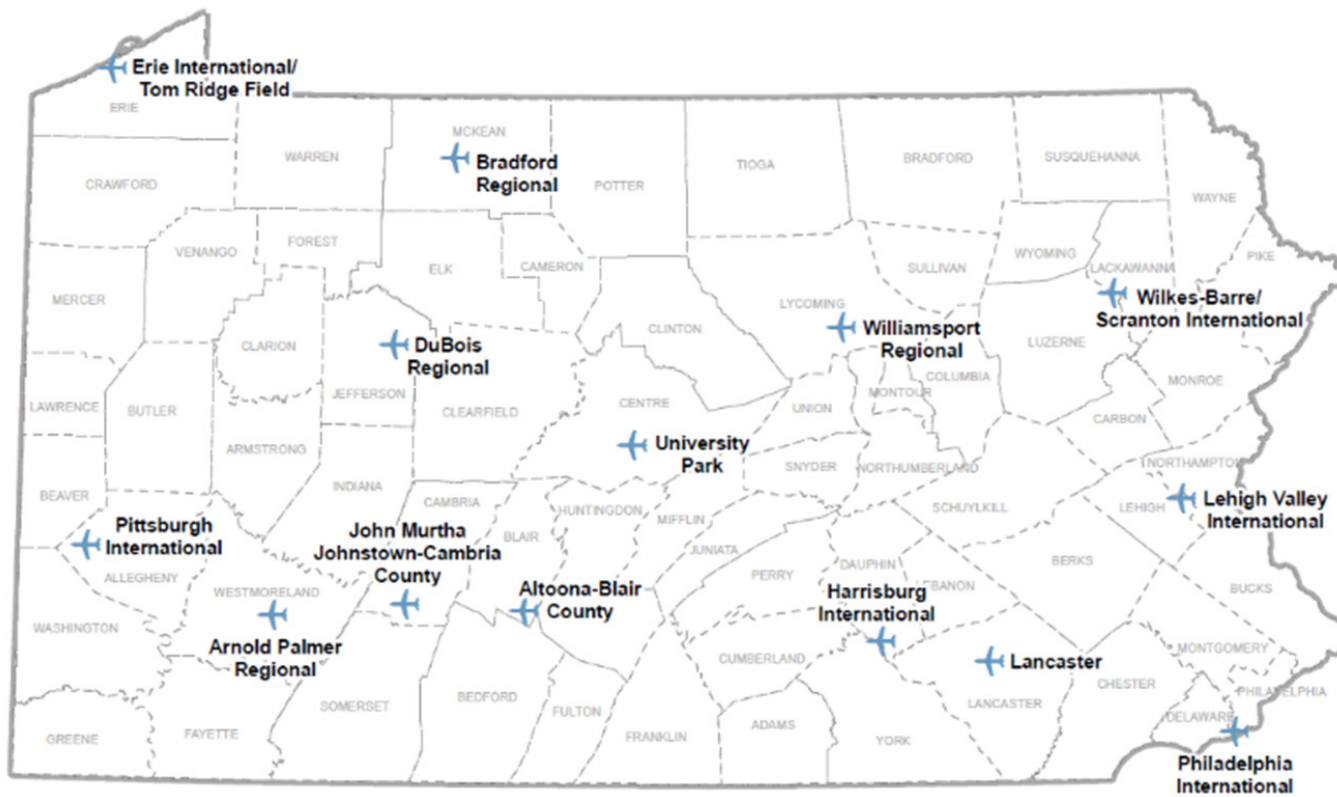 Erie International/
Tom Ridge Field
ERIE
MCKEAN
WARREN
Bradford
Regional
TIOGA
BRADFORD
SUSQUEHANNA
CRAWFORD
POTTER
WAYNE
VENANGO
FOREST
ELK
CAMERON
SULLIVAN
WYOMING
LACKAWANNA
PIKE
MERCER
LYCOMING
Wilkes-Barre/
Scranton International
CLINTON
Williamsport
Regional
CLARION
DuBois
Regional
LUZERNE
COLUMBIA
MONROE
JEFFERSON
MONTOUR
LAWRENCE
BUTLER
CLEARFIELD
CENTRE
UNION
CARBON
ARMSTRONG
University
Park
SNYDER
NORTHUMBERLAND
NORTHAMPTON
INDIANA
BEAVER
CAMBRIA
HUNTINGDON
MIFFLIN
SCHUYLKILL
LEHIGH
Lehigh Valley
International
Pittsburgh
International
John Murtha
Johnstown-Cambria
County
BLAIR
JUNIATA
ALLEGHENY
PERRY
DAUPHIN
BERKS
LEBANON
BUCKS
WESTMORELAND
Altoona-Blair
County
Harrisburg
International
WASHINGTON
Arnold Palmer
Regional
CUMBERLAND
Lancaster
MONTGOMERY
CHESTER
PHILADELPHIA
BEDFORD
FULTON
SOMERSET
LANCASTER
DELAWARE
GREENE
FAYETTE
FRANKLIN
ADAMS
YORK
Philadelphia
International